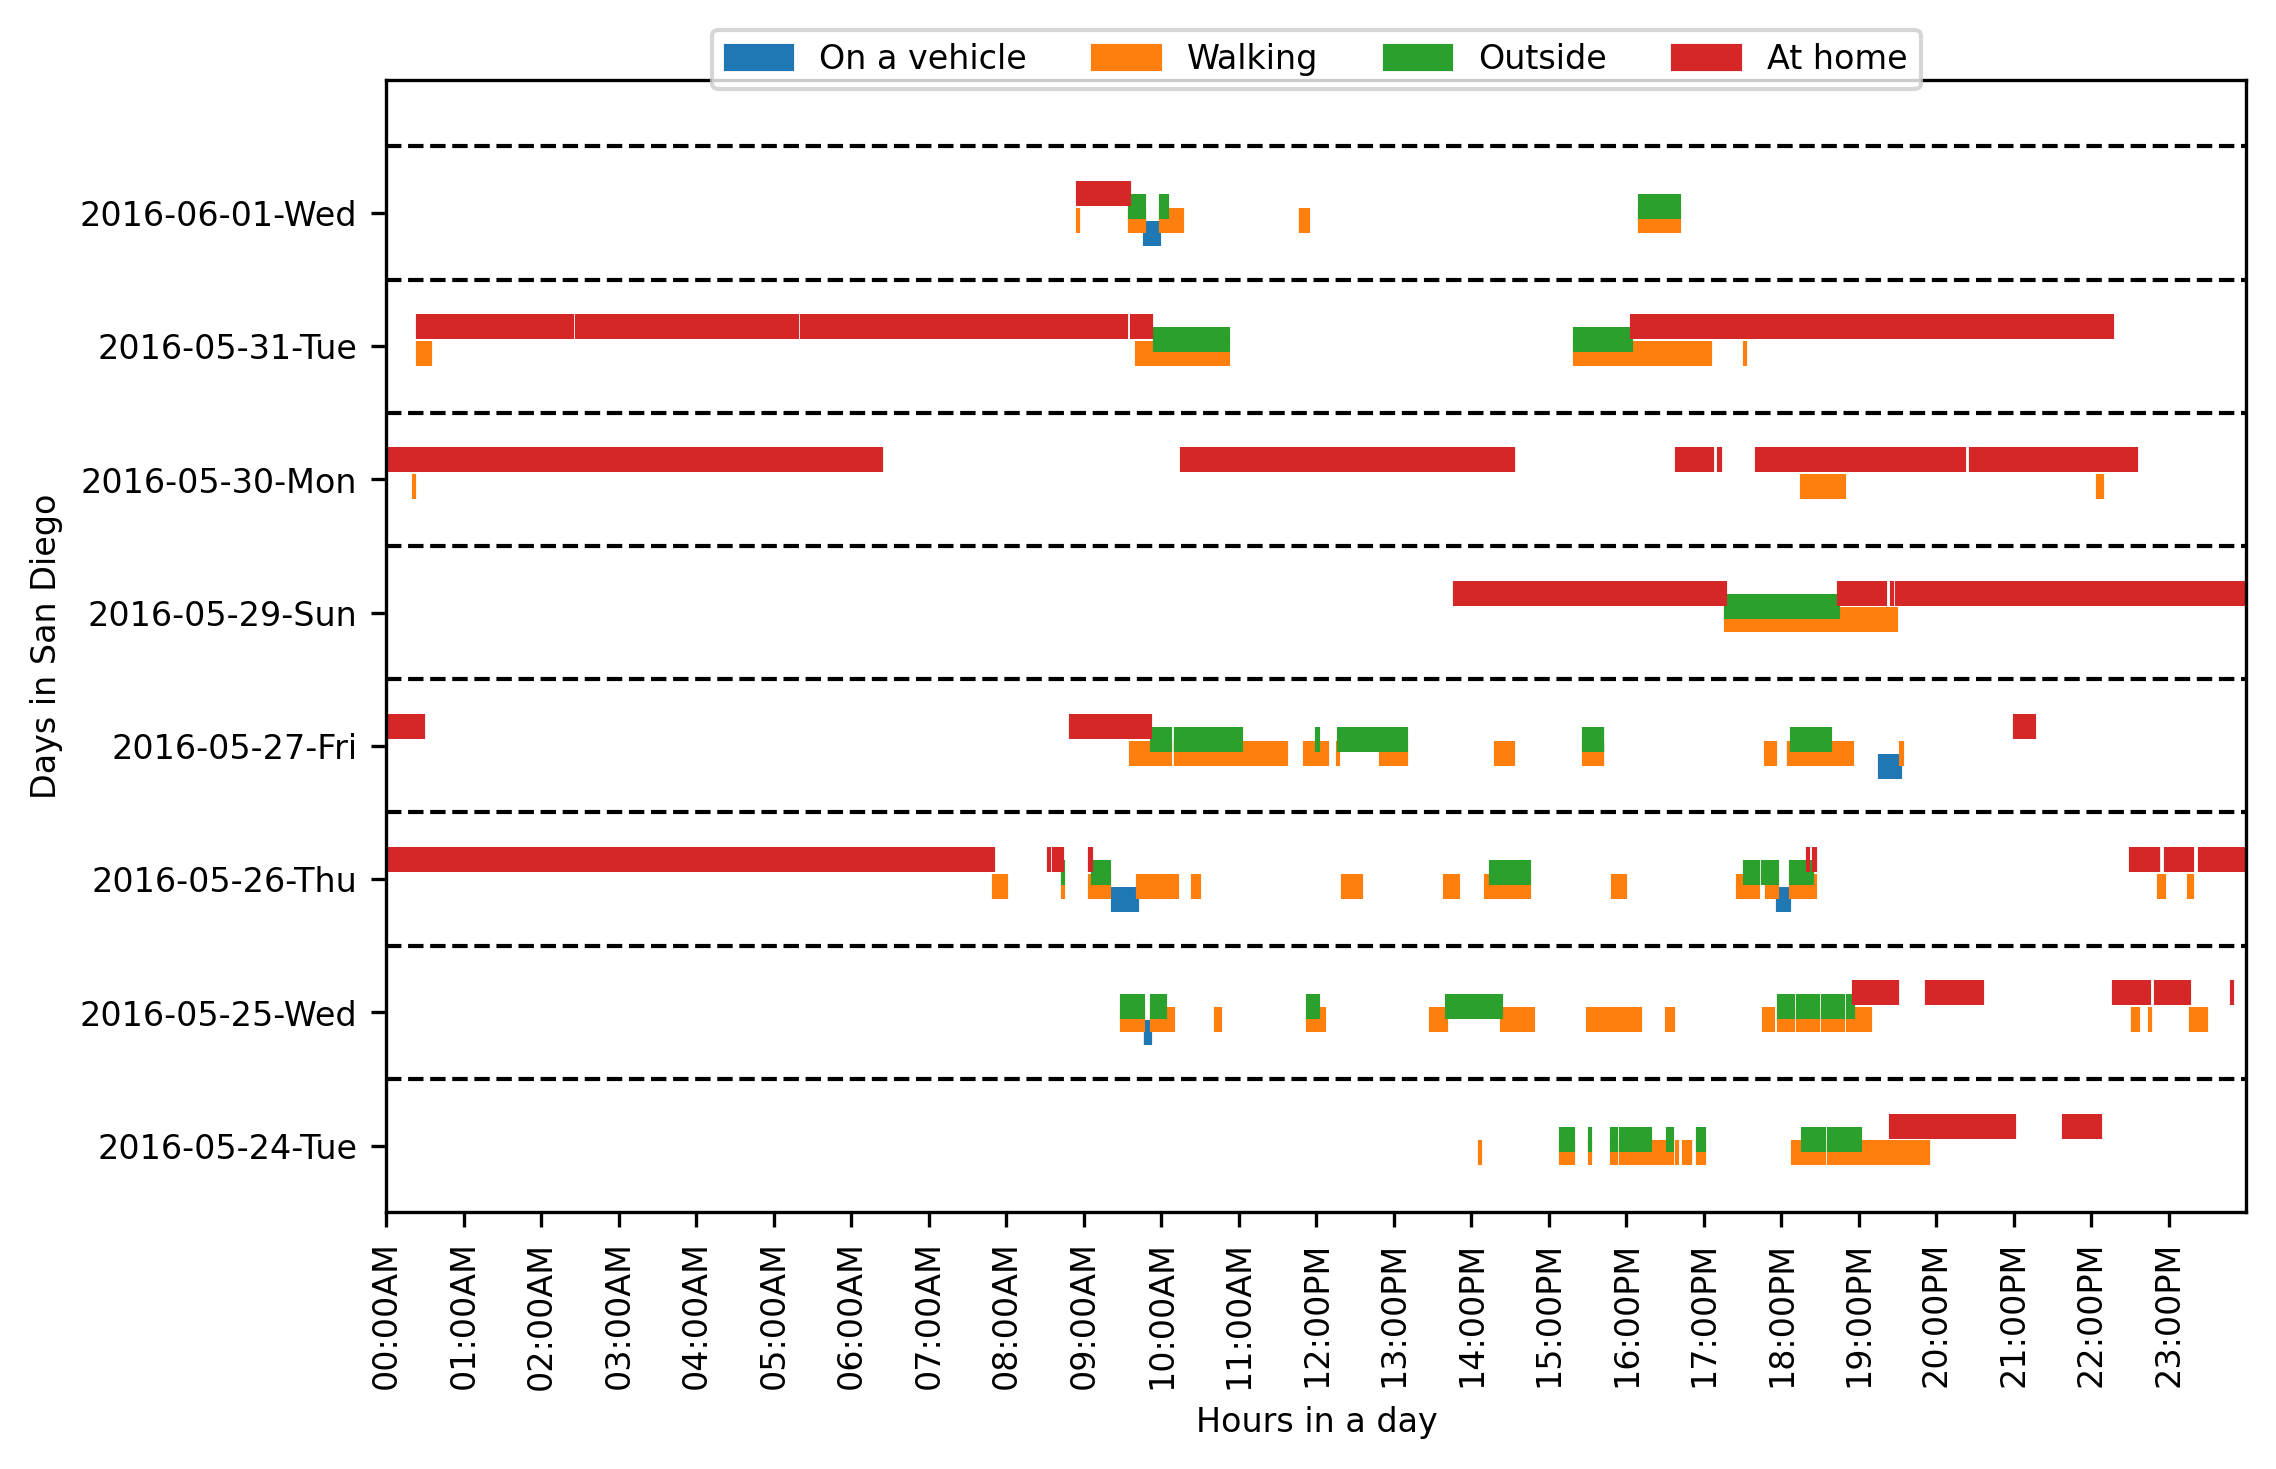 On a vehicle Walking Outside At home
2016-06-01-Wed
2016-05-31-Tue
2016-05-30-Mon
2016-05-29-Sun
2016-05-27-Fri
2016-05-26-Thu
2016-05-25-Wed
2016-05-24-Tue
Days in San Diego
00:00AM 01:00AM 02:00AM 03:00AM 04:00AM 05:00AM 06:00AM 07:00AM 08:00AM 09:00AM 10:00AM 11:00AM 12:00PM 13:00PM 14:00PM 15:00PM 16:00PM 17:00PM 18:00PM 19:00PM 20:00PM 21:00PM 22:00PM 23:00PM
Hours in a day